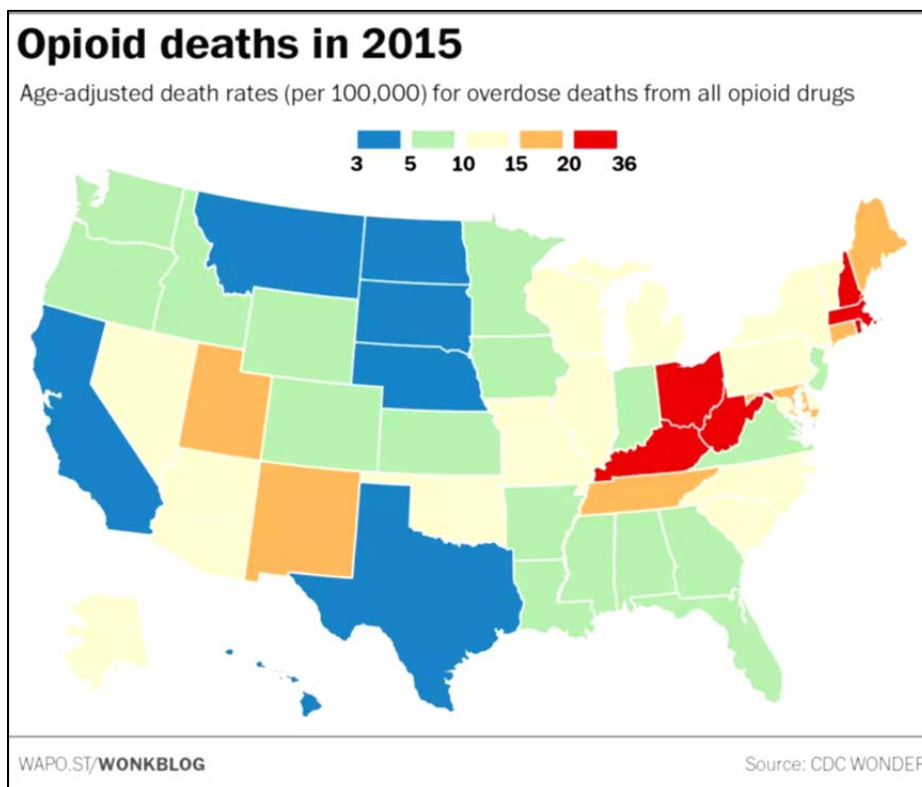 Opioid deaths in 2015
Age-adjusted death rates (per 100,000) for overdose deaths from all opioid drugs
3 5 10 15 20 36
WAPO.ST/WONKBLOG
Source: CDC WONDER